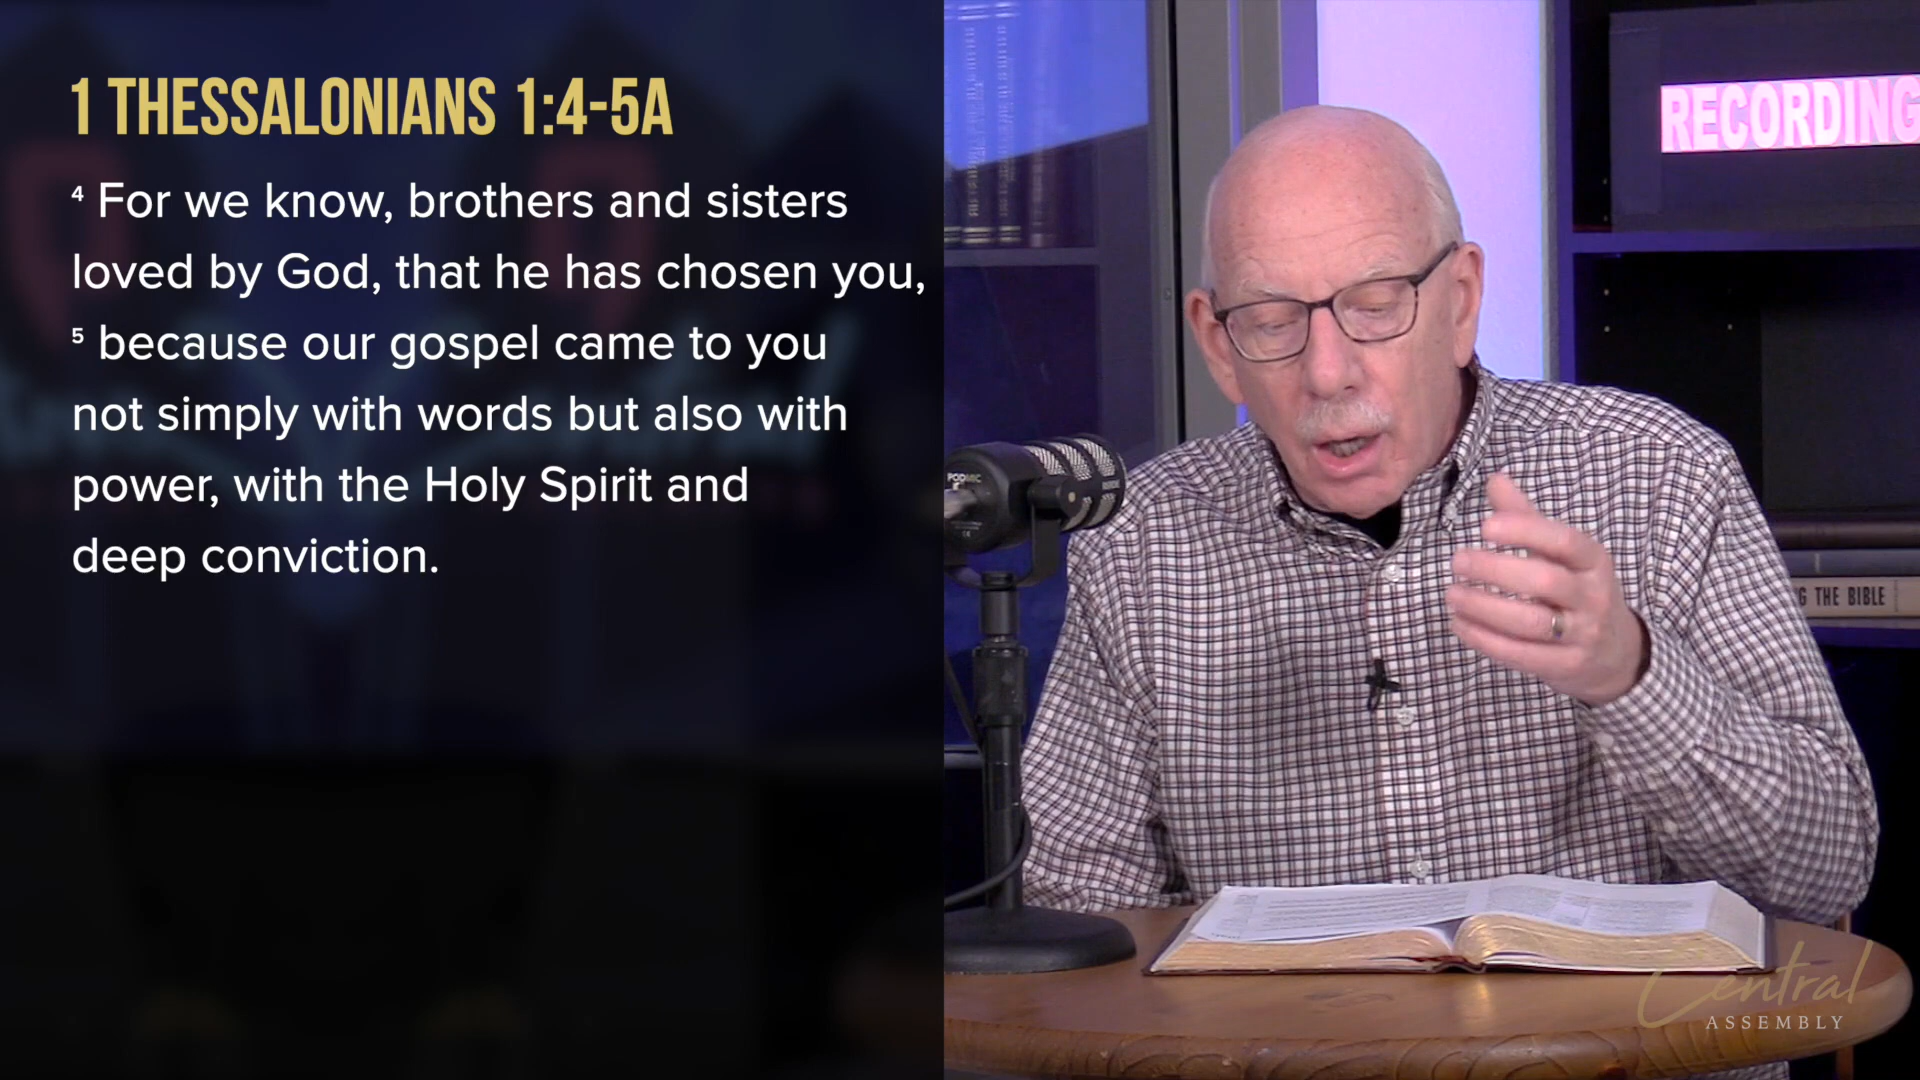 1 THESSALONIANS 1:4-5A
⁴ For we know, brothers and sisters
loved by God, that he has chosen you,
⁵ because our gospel came to you
not simply with words but also with
power, with the Holy Spirit and
deep conviction.
RECORDING
PODMIC
G THE BIBLE
Central
ASSEMBLY